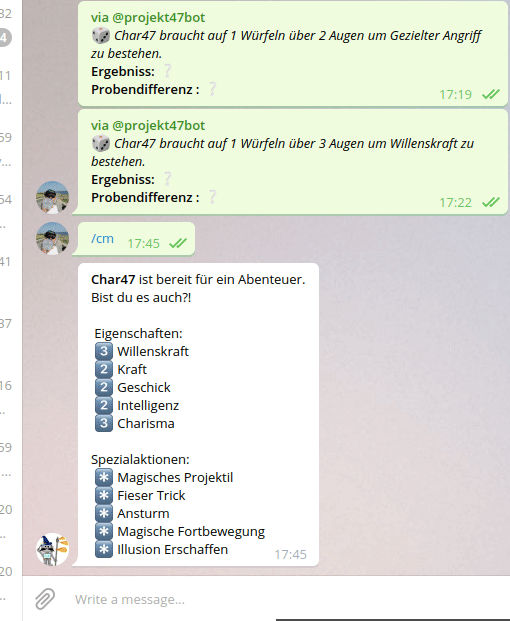 32
via @projekt47bot
🎲 Char47 braucht auf 1 Würfeln über 2 Augen um Gezielter Angriff
zu bestehen.
Ergebniss: ❔
Probendifferenz : ❔
17:19
4
11
l...
via @projekt47bot
🎲 Char47 braucht auf 1 Würfeln über 3 Augen um Willenskraft zu
bestehen.
Ergebniss: ❔
Probendifferenz : ❔
17:22
59
...
54
..
/cm 17:45
41
Char47 ist bereit für ein Abenteuer.
Bist du es auch?!
37
Eigenschaften:
3 Willenskraft
2 Kraft
2 Geschick
2 Intelligenz
3 Charisma
16
..
59
...
Spezialaktionen:
* Magisches Projektil
* Fieser Trick
* Ansturm
* Magische Fortbewegung
* Illusion Erschaffen
17:45
20
..
20
..
Write a message...